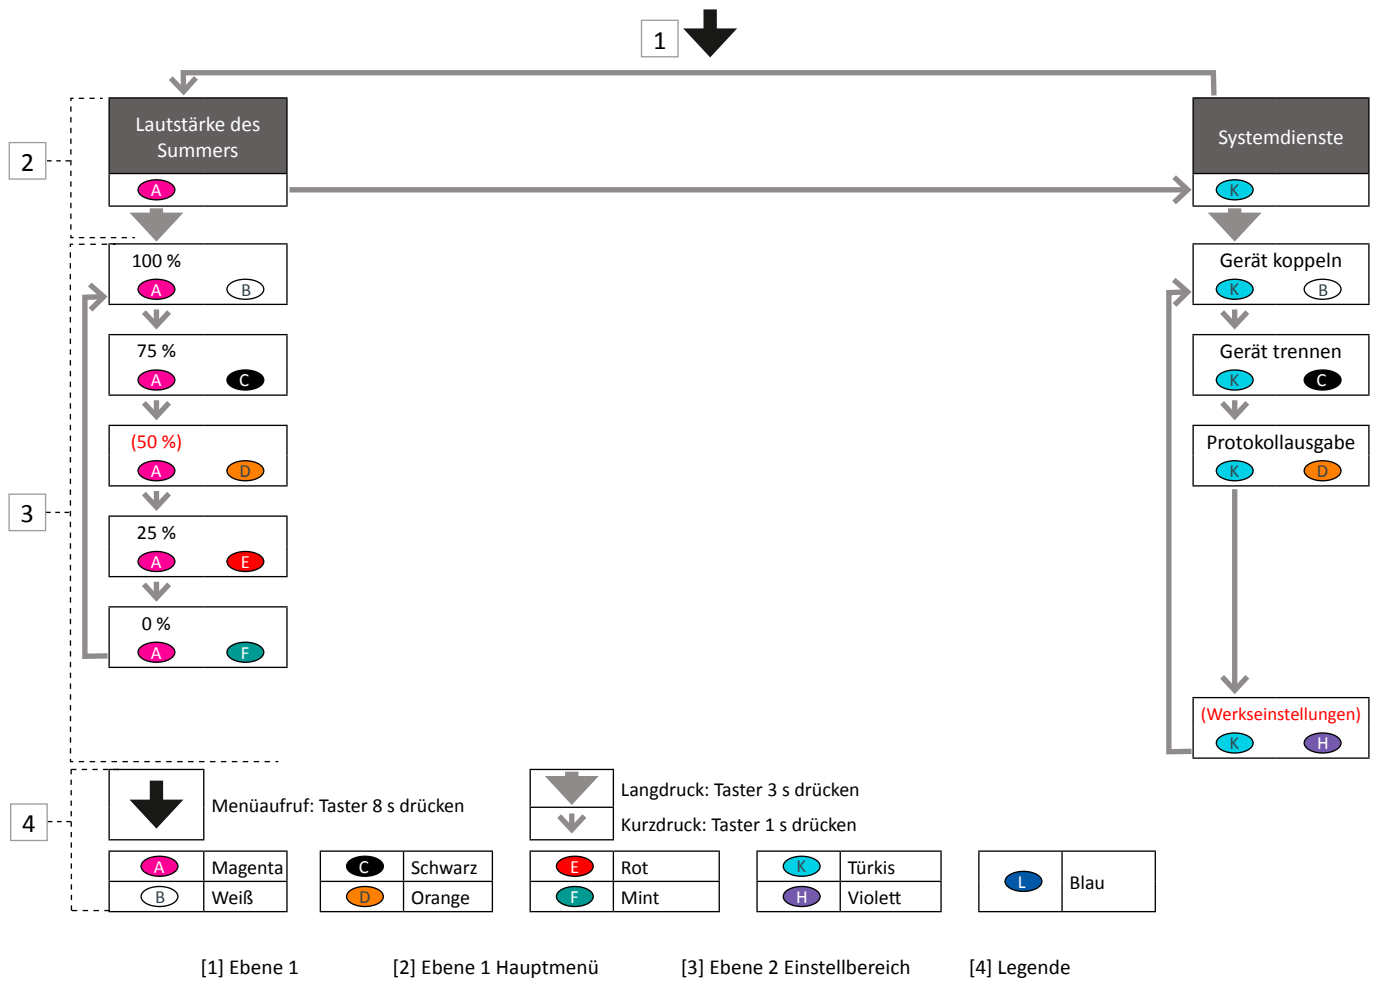 1
Lautstärke des
Summers
A
Systemdienste
K
2
100 %
A B
75 %
A C
(50 %)
A D
25 %
A E
0 %
A F
3
Gerät koppeln
K B
Gerät trennen
K C
Protokollausgabe
K D
(Werkseinstellungen)
K H
4
Menüaufruf: Taster 8 s drücken
Langdruck: Taster 3 s drücken
Kurzdruck: Taster 1 s drücken
A Magenta
B Weiß
C Schwarz
D Orange
E Rot
F Mint
K Türkis
H Violett
L Blau
[1] Ebene 1 [2] Ebene 1 Hauptmenü [3] Ebene 2 Einstellbereich [4] Legende